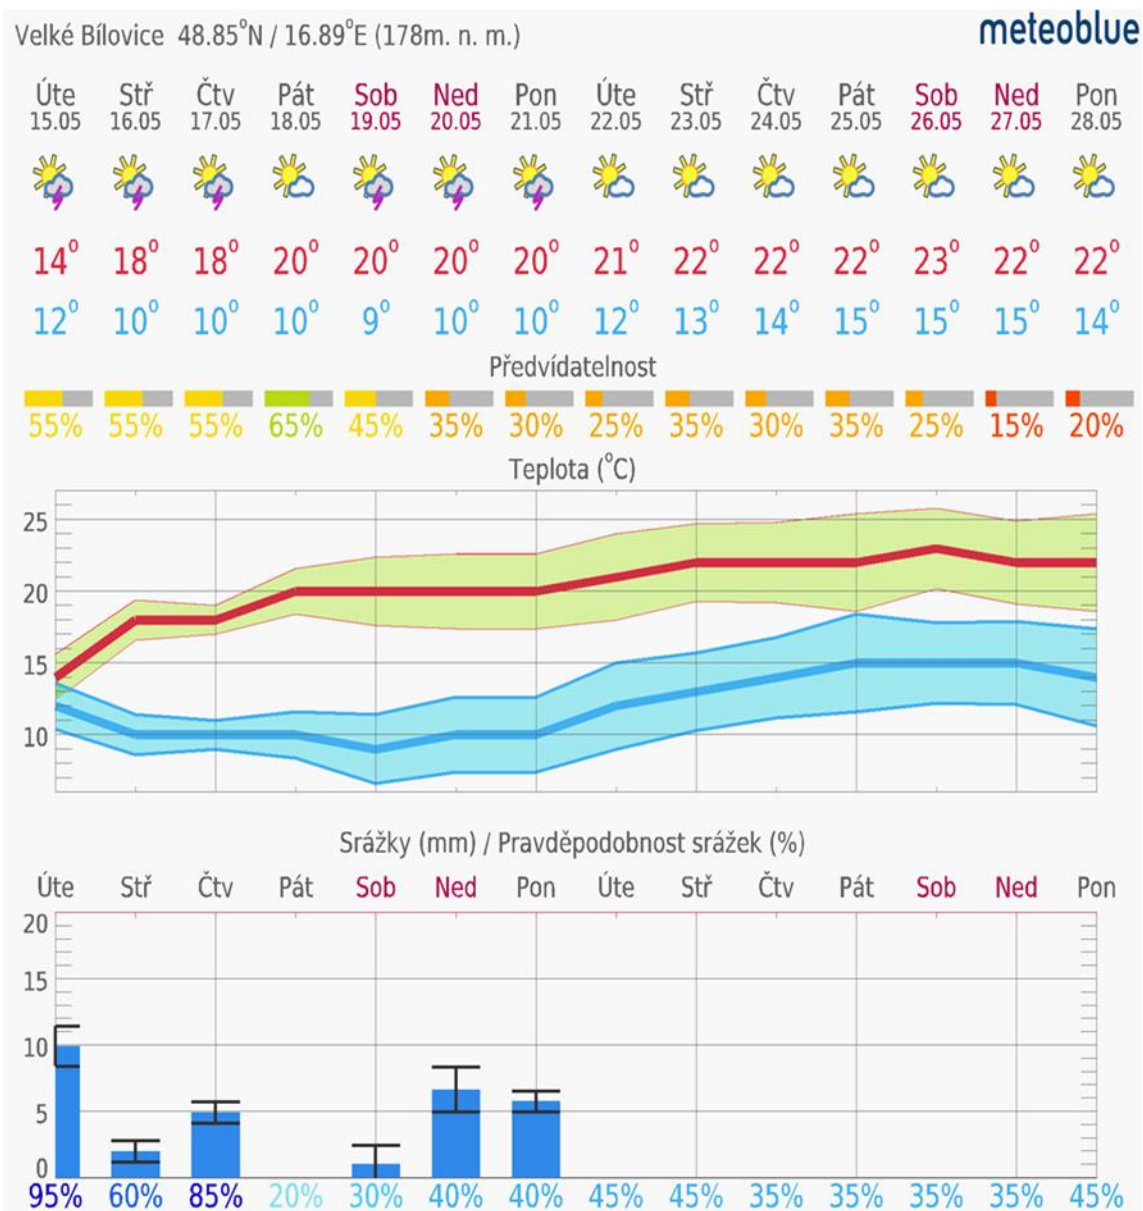 Velké Bílovice 48.85°N / 16.89°E (178m. n. m.) meteoblue
Úte Stř Čtv Pát Sob Ned Pon Úte Stř Čtv Pát Sob Ned Pon
15.05 16.05 17.05 18.05 19.05 20.05 21.05 22.05 23.05 24.05 25.05 26.05 27.05 28.05
14° 18° 18° 20° 20° 20° 20° 21° 22° 22° 22° 23° 22° 22°
12° 10° 10° 10° 9° 10° 10° 12° 13° 14° 15° 15° 15° 14°
Předvídatelnost
55% 55% 55% 65% 45% 35% 30% 25% 35% 30% 35% 25% 15% 20%
Teplota (°C)
25
20
15
10
Srážky (mm) / Pravděpodobnost srážek (%)
Úte Stř Čtv Pát Sob Ned Pon Úte Stř Čtv Pát Sob Ned Pon
20
15
10
5
0
95% 60% 85% 20% 30% 40% 40% 45% 45% 35% 35% 35% 35% 45%